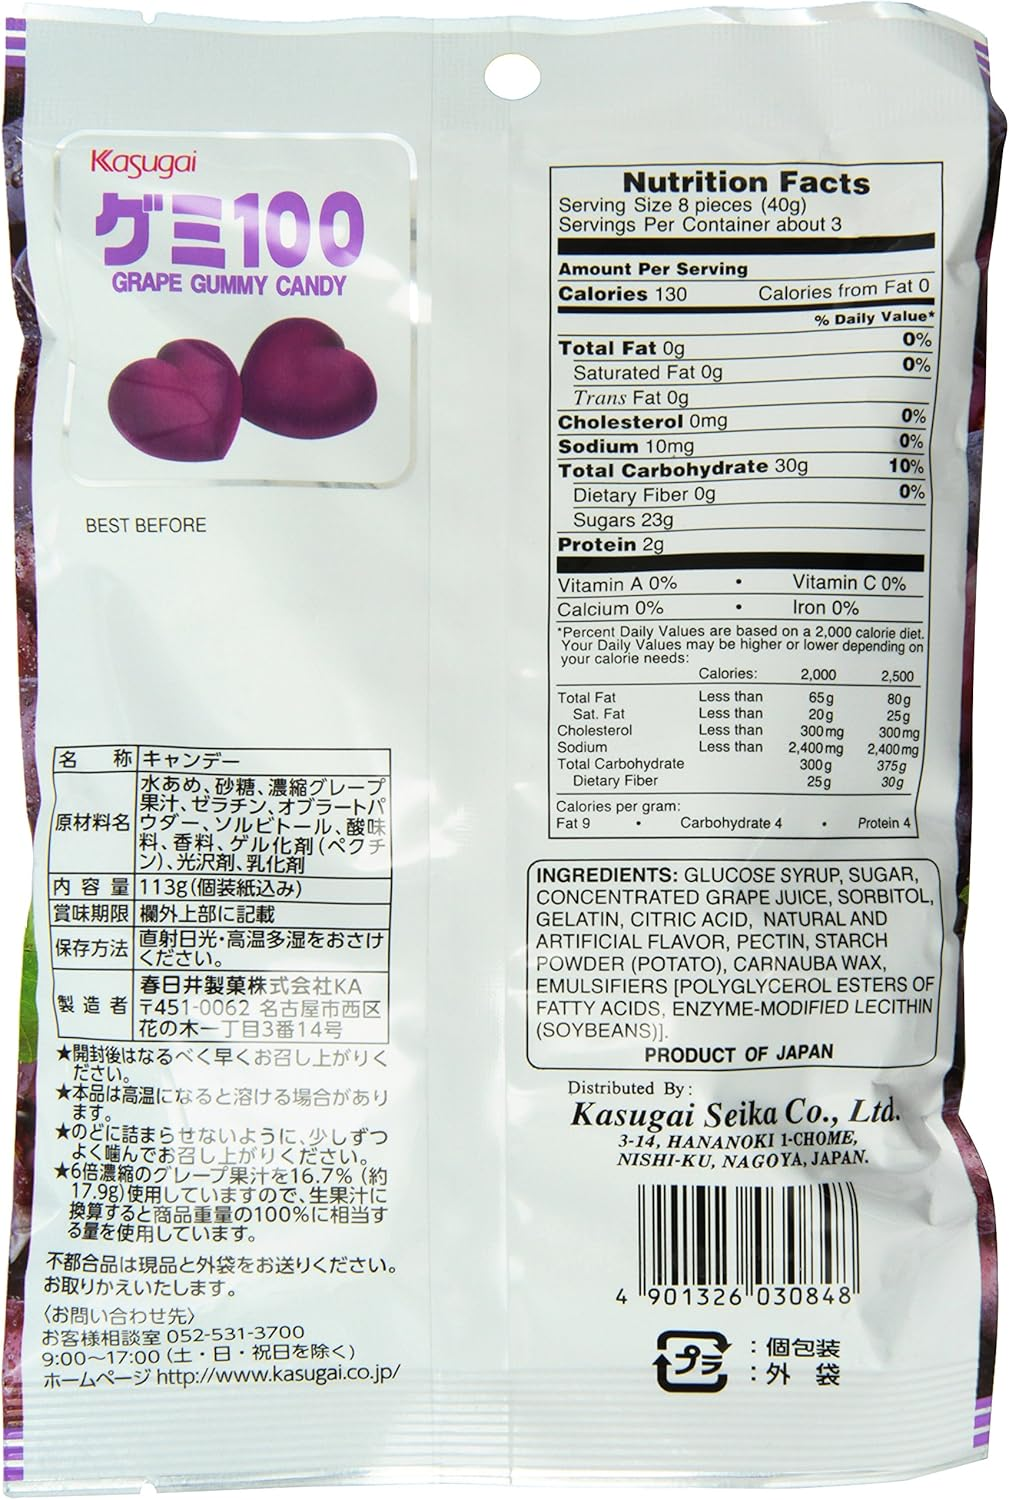 Kasugai
グミ100
GRAPE GUMMY CANDY
BEST BEFORE
名 称 キャンデー
原材料名 水あめ、砂糖、濃縮グレープ
果汁、ゼラチン、オブラートパ
ウダー、ソルビトール、酸味
料、香料、ゲル化剤(ペクチ
ン)、光沢剤、乳化剤
内 容 量 113g(個装紙込み)
賞味期限 欄外上部に記載
保存方法 直射日光・高温多湿をおさけ
ください。
製 造 者 春日井製菓株式会社KA
〒451-0062 名古屋市西区
花の木一丁目3番14号
★開封後はなるべく早くお召し上がりく
ださい。
★本品は高温になると溶ける場合があり
ます。
★のどに詰まらせないように、少しずつ
よく噛んでお召し上がりください。
★6倍濃縮のグレープ果汁を16.7%(約
17.9g)使用していますので、生果汁に
換算すると商品重量の100%に相当す
る量を使用しています。
不都合品は現品と外袋をお送りください。
お取りかえいたします。
〈お問い合わせ先〉
お客様相談室 052-531-3700
9:00〜17:00(土・日・祝日を除く)
ホームページ http://www.kasugai.co.jp/
Nutrition Facts
Serving Size 8 pieces (40g)
Servings Per Container about 3
Amount Per Serving
Calories 130 Calories from Fat 0
% Daily Value*
Total Fat 0g 0%
Saturated Fat 0g 0%
Trans Fat 0g
Cholesterol 0mg 0%
Sodium 10mg 0%
Total Carbohydrate 30g 10%
Dietary Fiber 0g 0%
Sugars 23g
Protein 2g
Vitamin A 0% • Vitamin C 0%
Calcium 0% • Iron 0%
*Percent Daily Values are based on a 2,000 calorie diet.
Your Daily Values may be higher or lower depending on
your calorie needs:
Calories: 2,000 2,500
Total Fat Less than 65g 80g
Sat. Fat Less than 20g 25g
Cholesterol Less than 300mg 300mg
Sodium Less than 2,400mg 2,400mg
Total Carbohydrate 300g 375g
Dietary Fiber 25g 30g
Calories per gram:
Fat 9 • Carbohydrate 4 • Protein 4
INGREDIENTS: GLUCOSE SYRUP, SUGAR,
CONCENTRATED GRAPE JUICE, SORBITOL,
GELATIN, CITRIC ACID, NATURAL AND
ARTIFICIAL FLAVOR, PECTIN, STARCH
POWDER (POTATO), CARNAUBA WAX,
EMULSIFIERS [POLYGLYCEROL ESTERS OF
FATTY ACIDS, ENZYME-MODIFIED LECITHIN
(SOYBEANS)].
PRODUCT OF JAPAN
Distributed By:
Kasugai Seika Co., Ltd.
3-14, HANANOKI 1-CHOME,
NISHI-KU, NAGOYA, JAPAN.
4 901326 030848
プラ :個包装
:外 袋